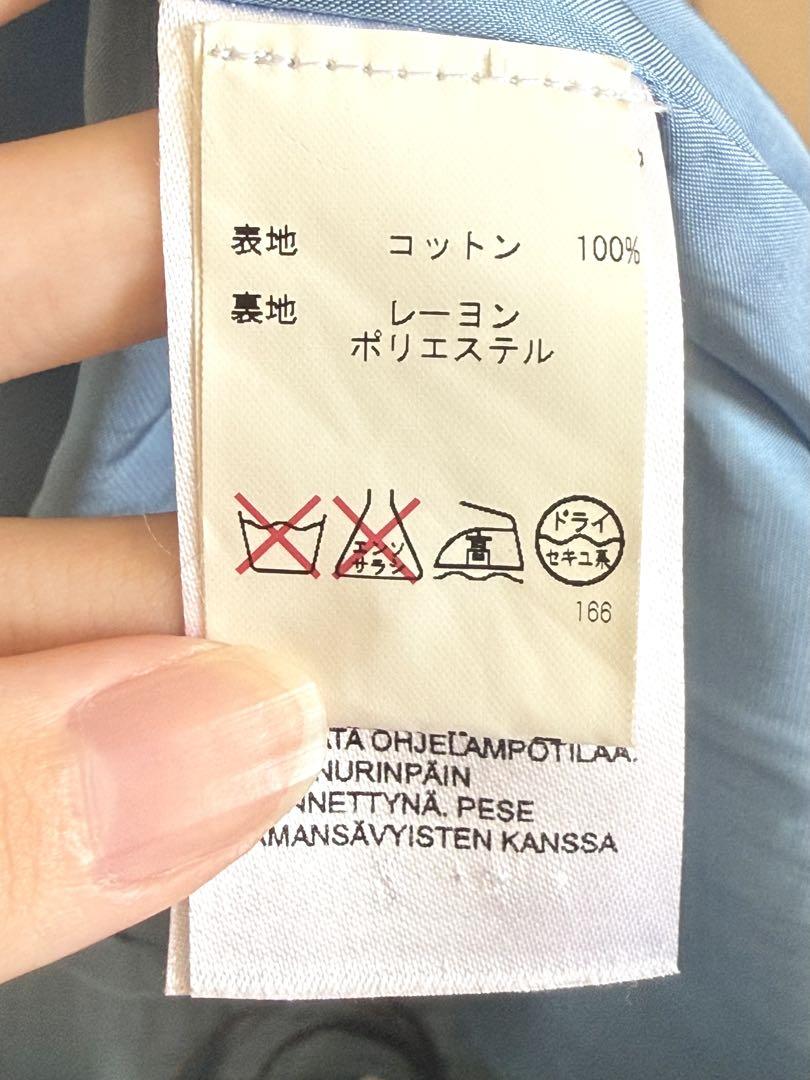 表地 コットン 100%
裏地 レーヨン
ポリエステル
エンソ
サラシ
高
ドライ
セキユ系
166
OHJELÄMPÖTILAA.
NURINPÄIN
PESE
KANSSA